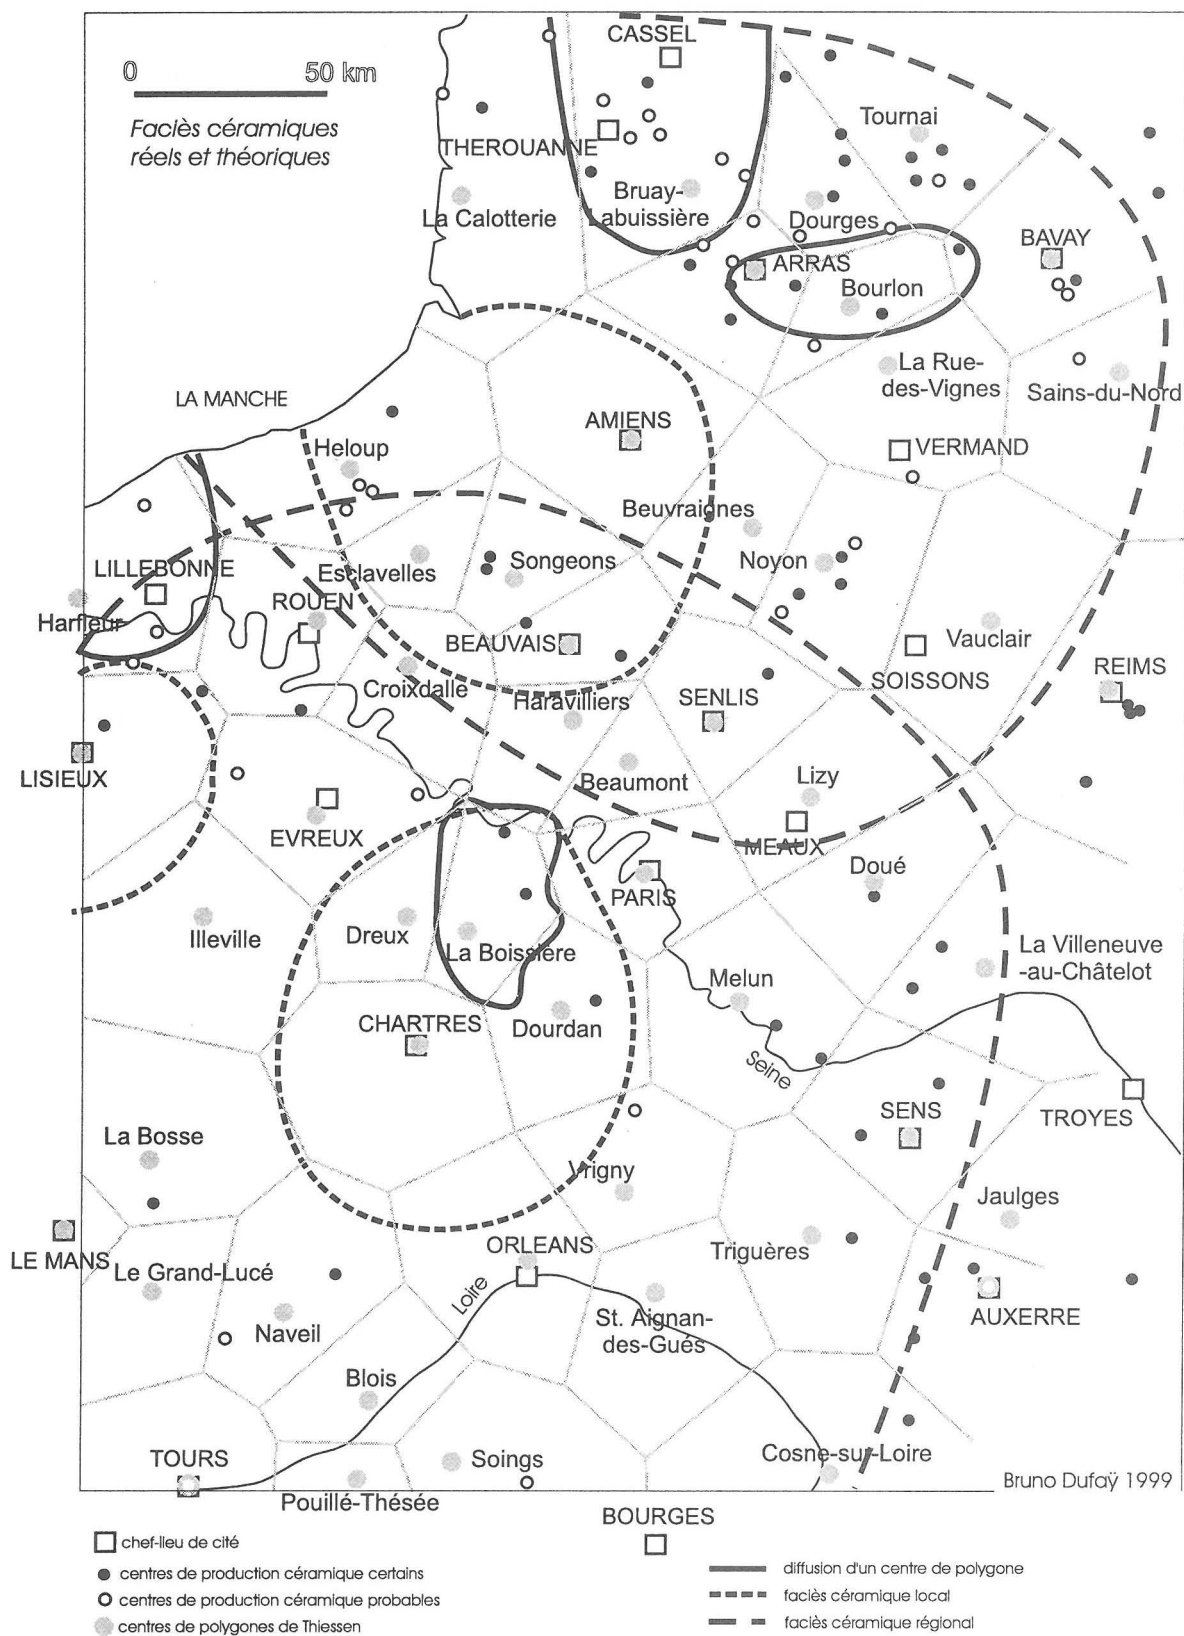 CASSEL
0 50 km
Faciès céramiques
réels et théoriques
Tournai
THEROUANNE
Bruay-
Labuissière
La Calotterie
Dourges
BAVAY
ARRAS
Bourlon
La Rue-
des-Vignes
Sains-du-Nord
LA MANCHE
AMIENS
Heloup
VERMAND
Beuvraignes
Songeons
Noyon
Esclavelles
LILLEBONNE
ROUEN
Harfleur
BEAUVAIS
Vauclair
REIMS
SOISSONS
Croixdalle
Haravilliers
SENLIS
LISIEUX
Beaumont
Lizy
EVREUX
MEAUX
Doué
PARIS
Illeville
Dreux
La Boissière
La Villeneuve
-au-Châtelot
Melun
CHARTRES
Dourdan
Seine
SENS
TROYES
La Bosse
Vrigny
Jaulges
LE MANS
ORLEANS
Triguères
Le Grand-Lucé
Loire
AUXERRE
Naveil
St. Aignan-
des-Gués
Blois
TOURS
Soings
Cosne-sur-Loire
Pouillé-Thésée
Bruno Dufaÿ 1999
BOURGES
chef-lieu de cité
centres de production céramique certains
centres de production céramique probables
centres de polygones de Thiessen
diffusion d'un centre de polygone
faciès céramique local
faciès céramique régional